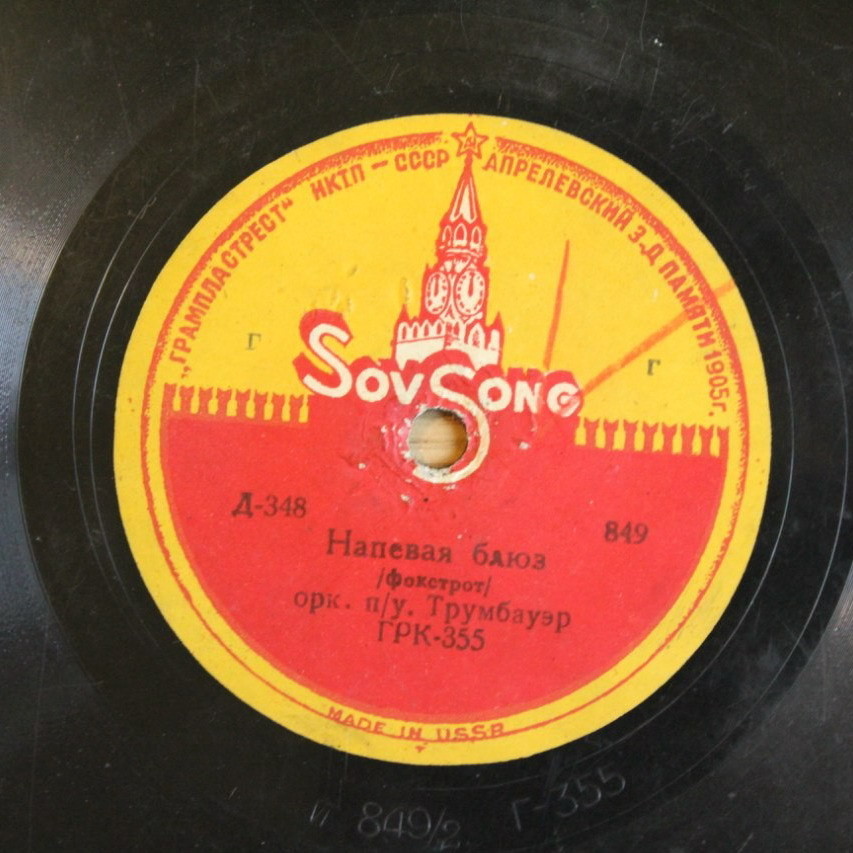 „ГРАМПЛАСТРЕСТ“ НКТП — СССР АПРЕЛЕВСКИЙ З-Д ПАМЯТИ 1905 г.
г г
SovSong
Д-348 849
Напевая блюз
/фокстрот/
орк. п/у. Трумбауэр
ГРК-355
MADE IN USSR
849/2 Г-355